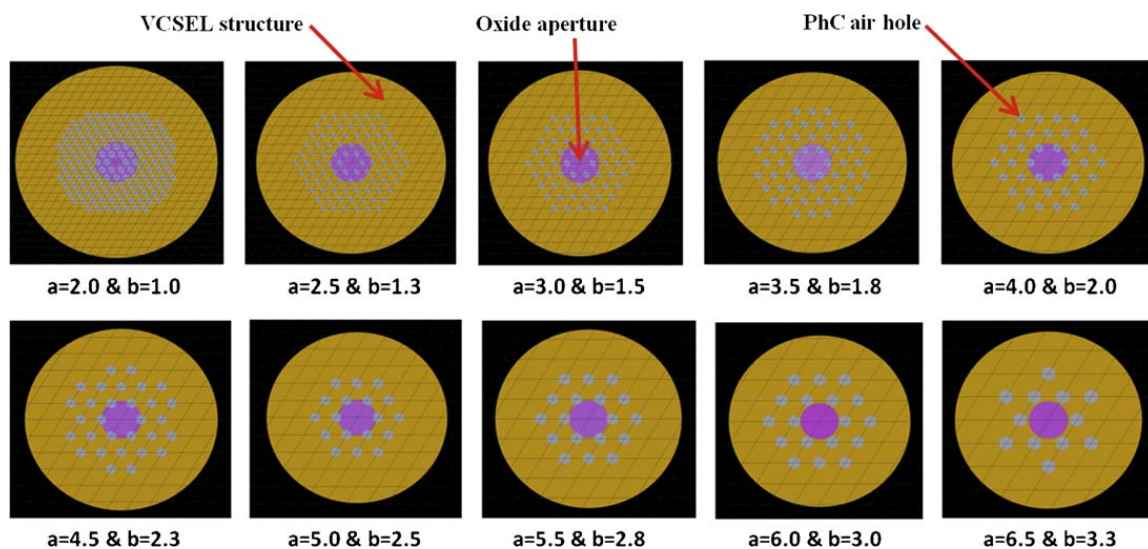 VCSEL structure
Oxide aperture
PhC air hole
a=2.0 & b=1.0
a=2.5 & b=1.3
a=3.0 & b=1.5
a=3.5 & b=1.8
a=4.0 & b=2.0
a=4.5 & b=2.3
a=5.0 & b=2.5
a=5.5 & b=2.8
a=6.0 & b=3.0
a=6.5 & b=3.3